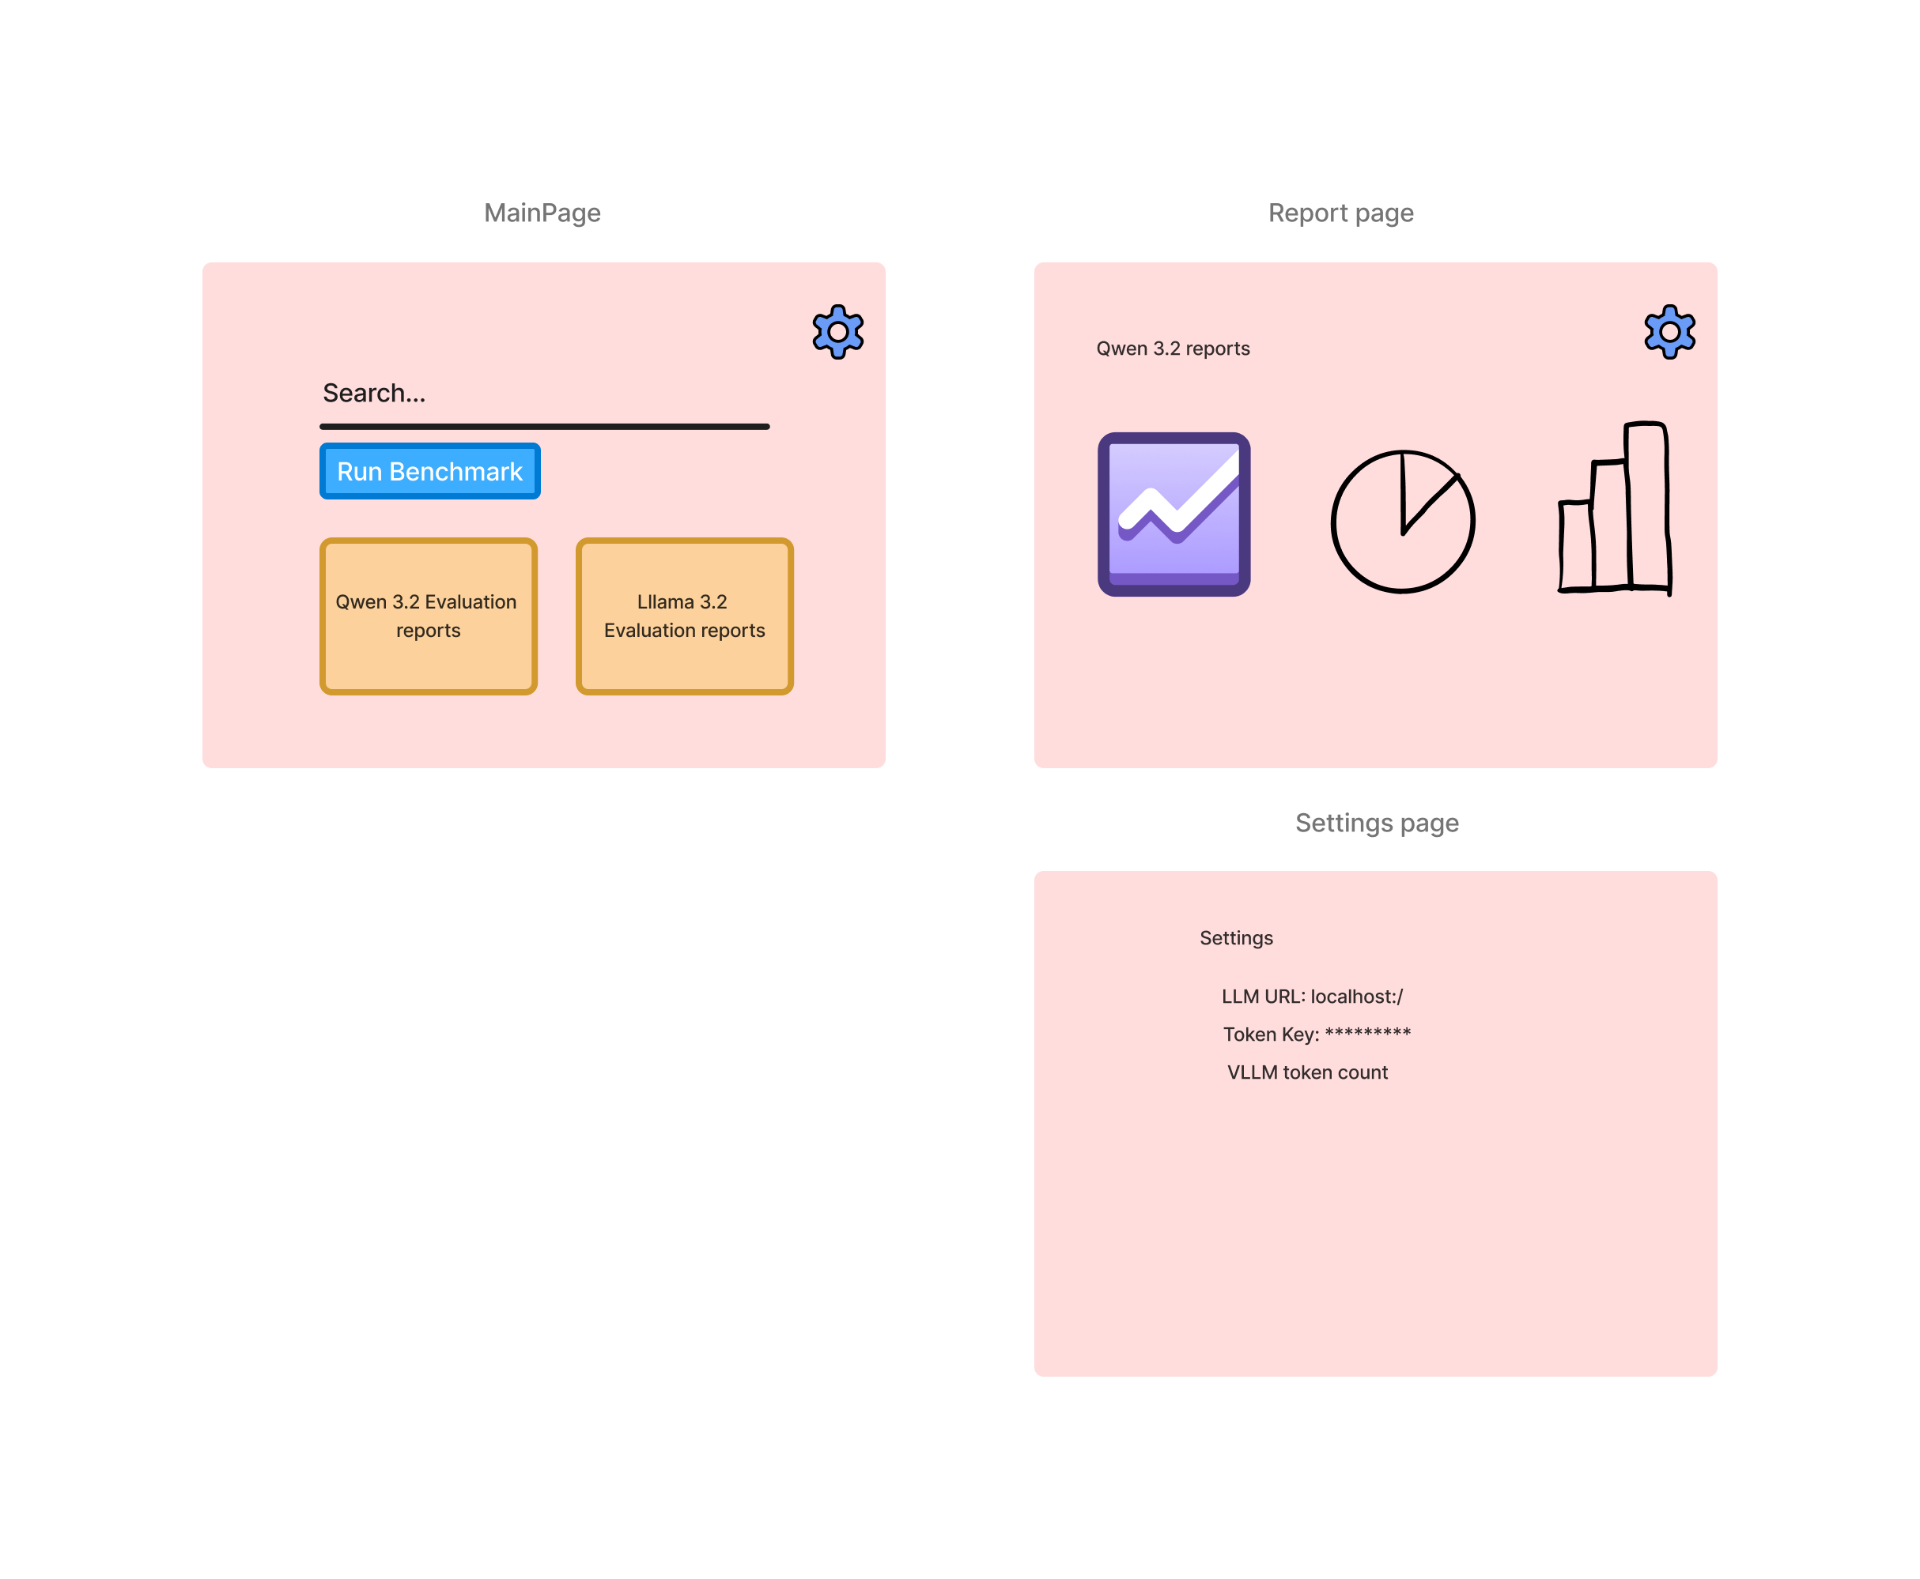 MainPage
Search...
Run Benchmark
Qwen 3.2 Evaluation
reports
Lllama 3.2
Evaluation reports
Report page
Qwen 3.2 reports
Settings page
Settings
LLM URL: localhost:/
Token Key: *********
VLLM token count